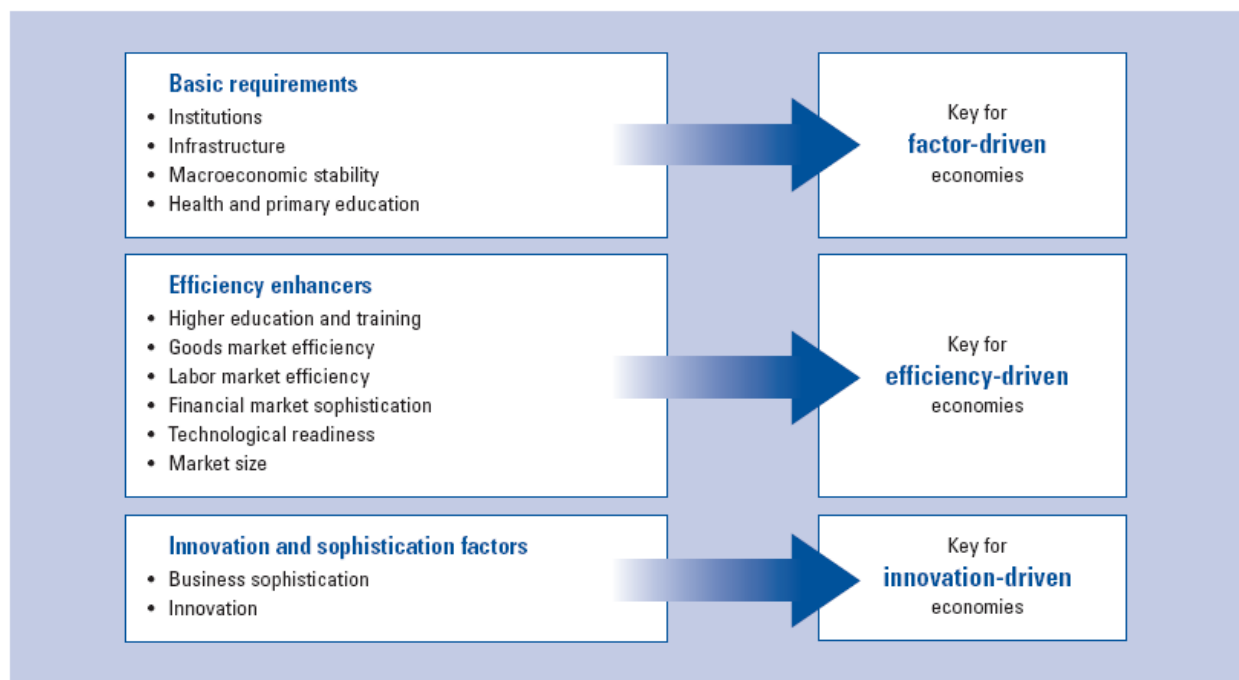 Basic requirements
• Institutions
• Infrastructure
• Macroeconomic stability
• Health and primary education
Key for
factor-driven
economies
Efficiency enhancers
• Higher education and training
• Goods market efficiency
• Labor market efficiency
• Financial market sophistication
• Technological readiness
• Market size
Key for
efficiency-driven
economies
Innovation and sophistication factors
• Business sophistication
• Innovation
Key for
innovation-driven
economies